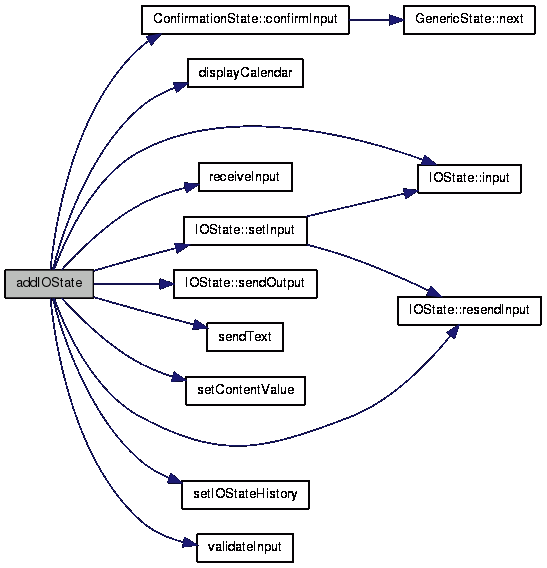 ConfirmationState::confirmInput
GenericState::next
displayCalendar
receiveInput
IOState::input
IOState::setInput
addIOState
IOState::sendOutput
IOState::resendInput
sendText
setContentValue
setIOStateHistory
validateInput